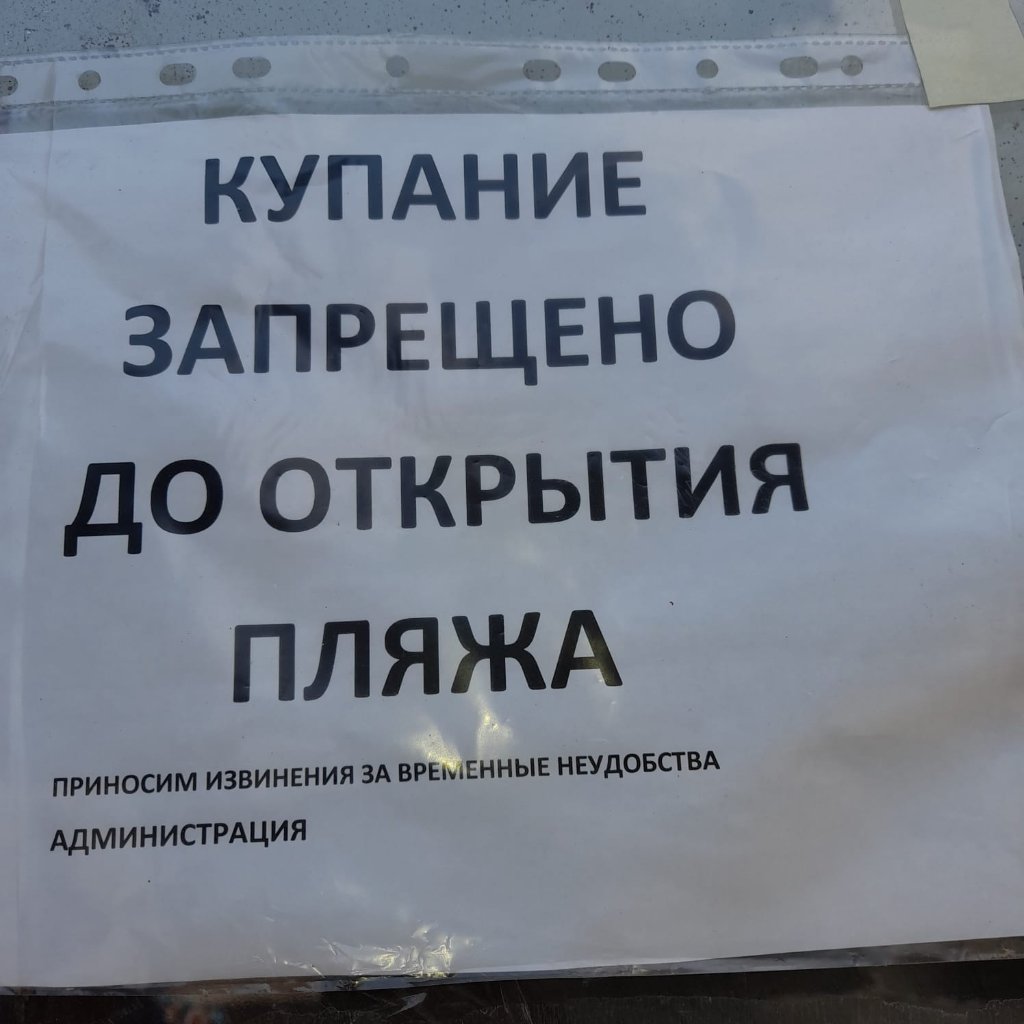 КУПАНИЕ
ЗАПРЕЩЕНО
ДО ОТКРЫТИЯ
ПЛЯЖА
ПРИНОСИМ ИЗВИНЕНИЯ ЗА ВРЕМЕННЫЕ НЕУДОБСТВА
АДМИНИСТРАЦИЯ